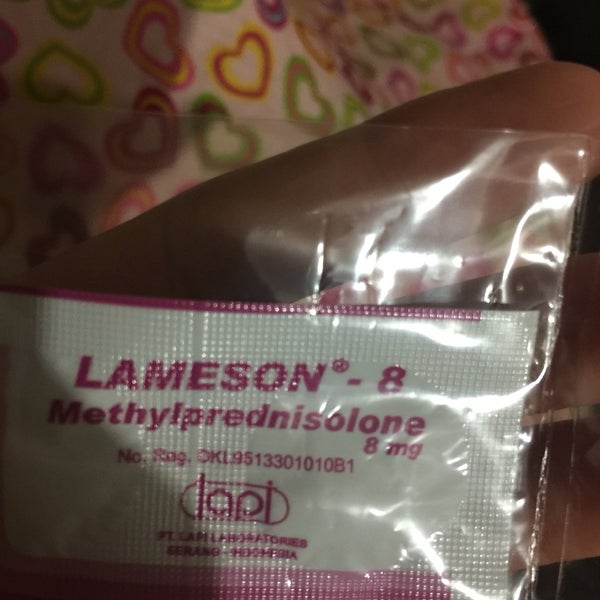 LAMESON® - 8
Methylprednisolone
8 mg
No. Reg. DKL9513301010B1
lapi
PT. LAPI LABORATORIES
SERANG - INDONESIA